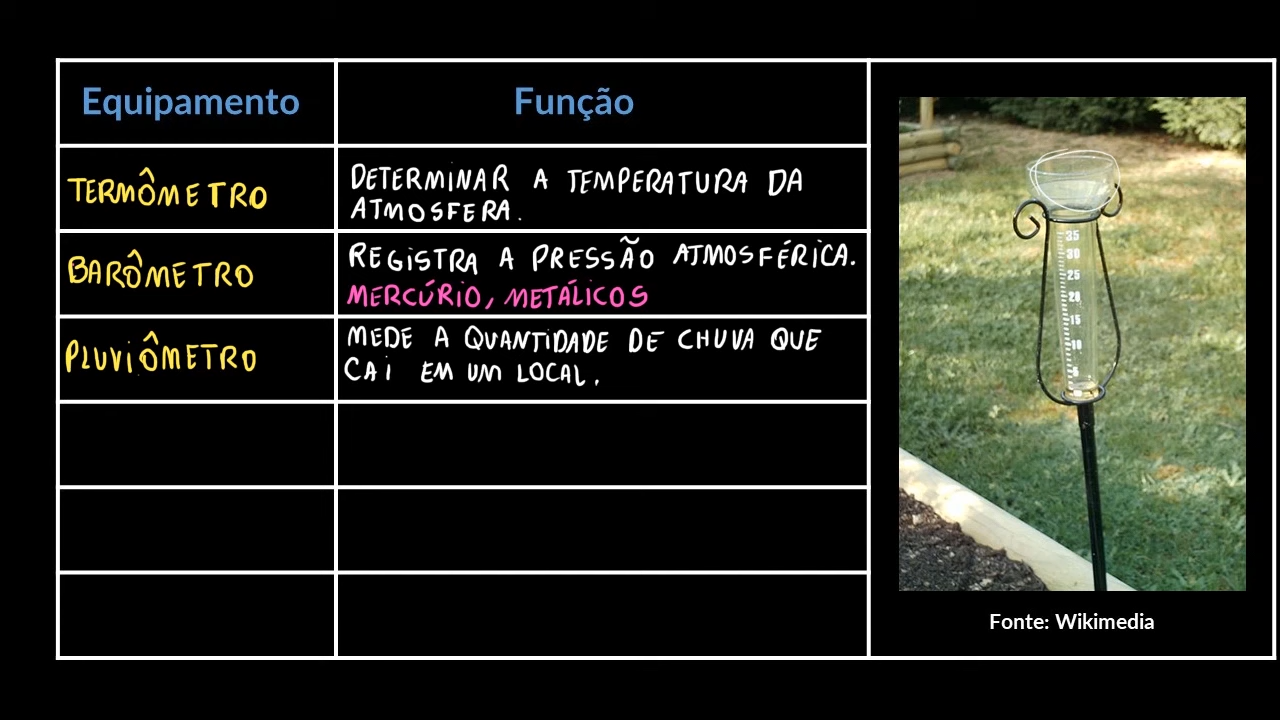 Equipamento Função
TERMÔMETRO
DETERMINAR A TEMPERATURA DA
ATMOSFERA.
BARÔMETRO
REGISTRA A PRESSÃO ATMOSFÉRICA.
MERCÚRIO, METÁLICOS
PLUVIÔMETRO
MEDE A QUANTIDADE DE CHUVA QUE
CAI EM UM LOCAL.
35
30
25
20
15
10
5
Fonte: Wikimedia